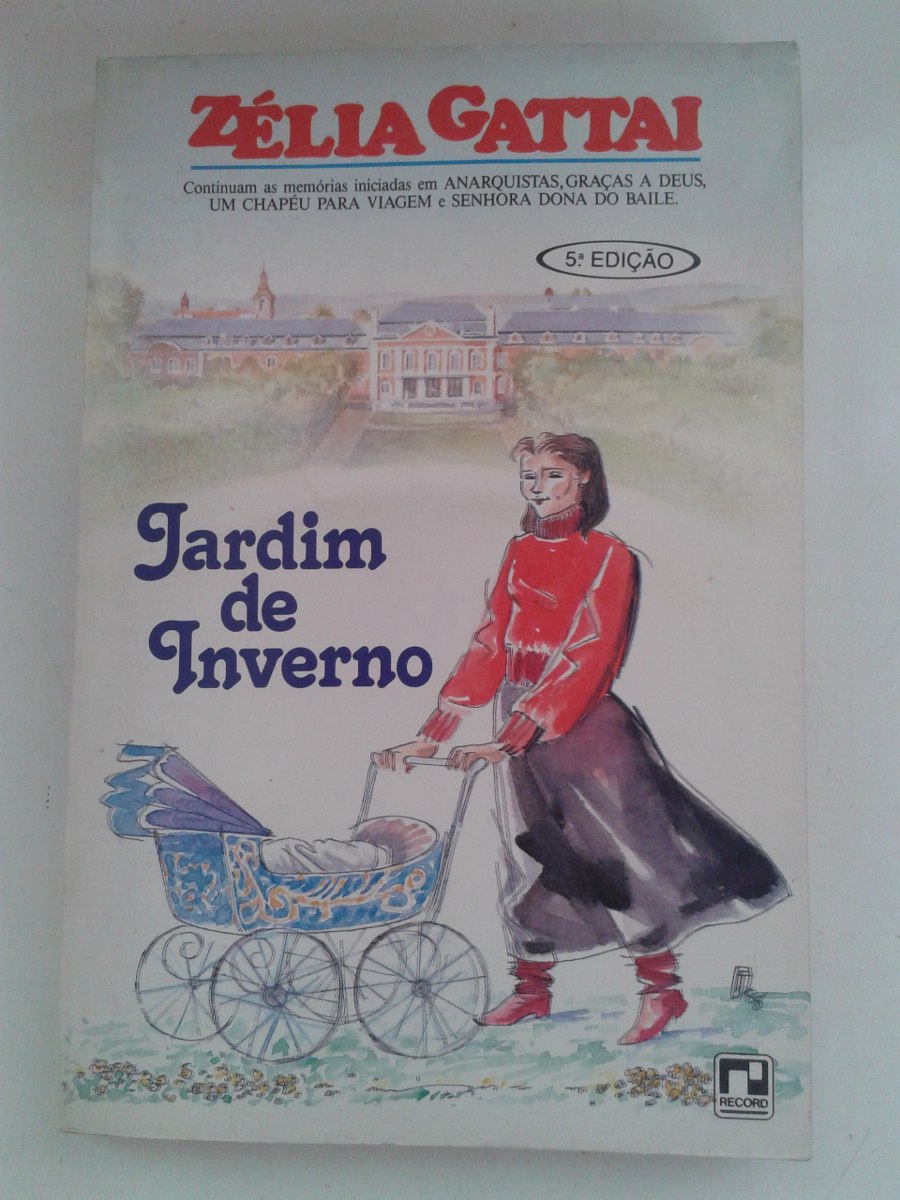 ZÉLIA GATTAI
Continuam as memórias iniciadas em ANARQUISTAS, GRAÇAS A DEUS,
UM CHAPÉU PARA VIAGEM e SENHORA DONA DO BAILE.
5ª EDIÇÃO
Jardim
de
Inverno
RECORD